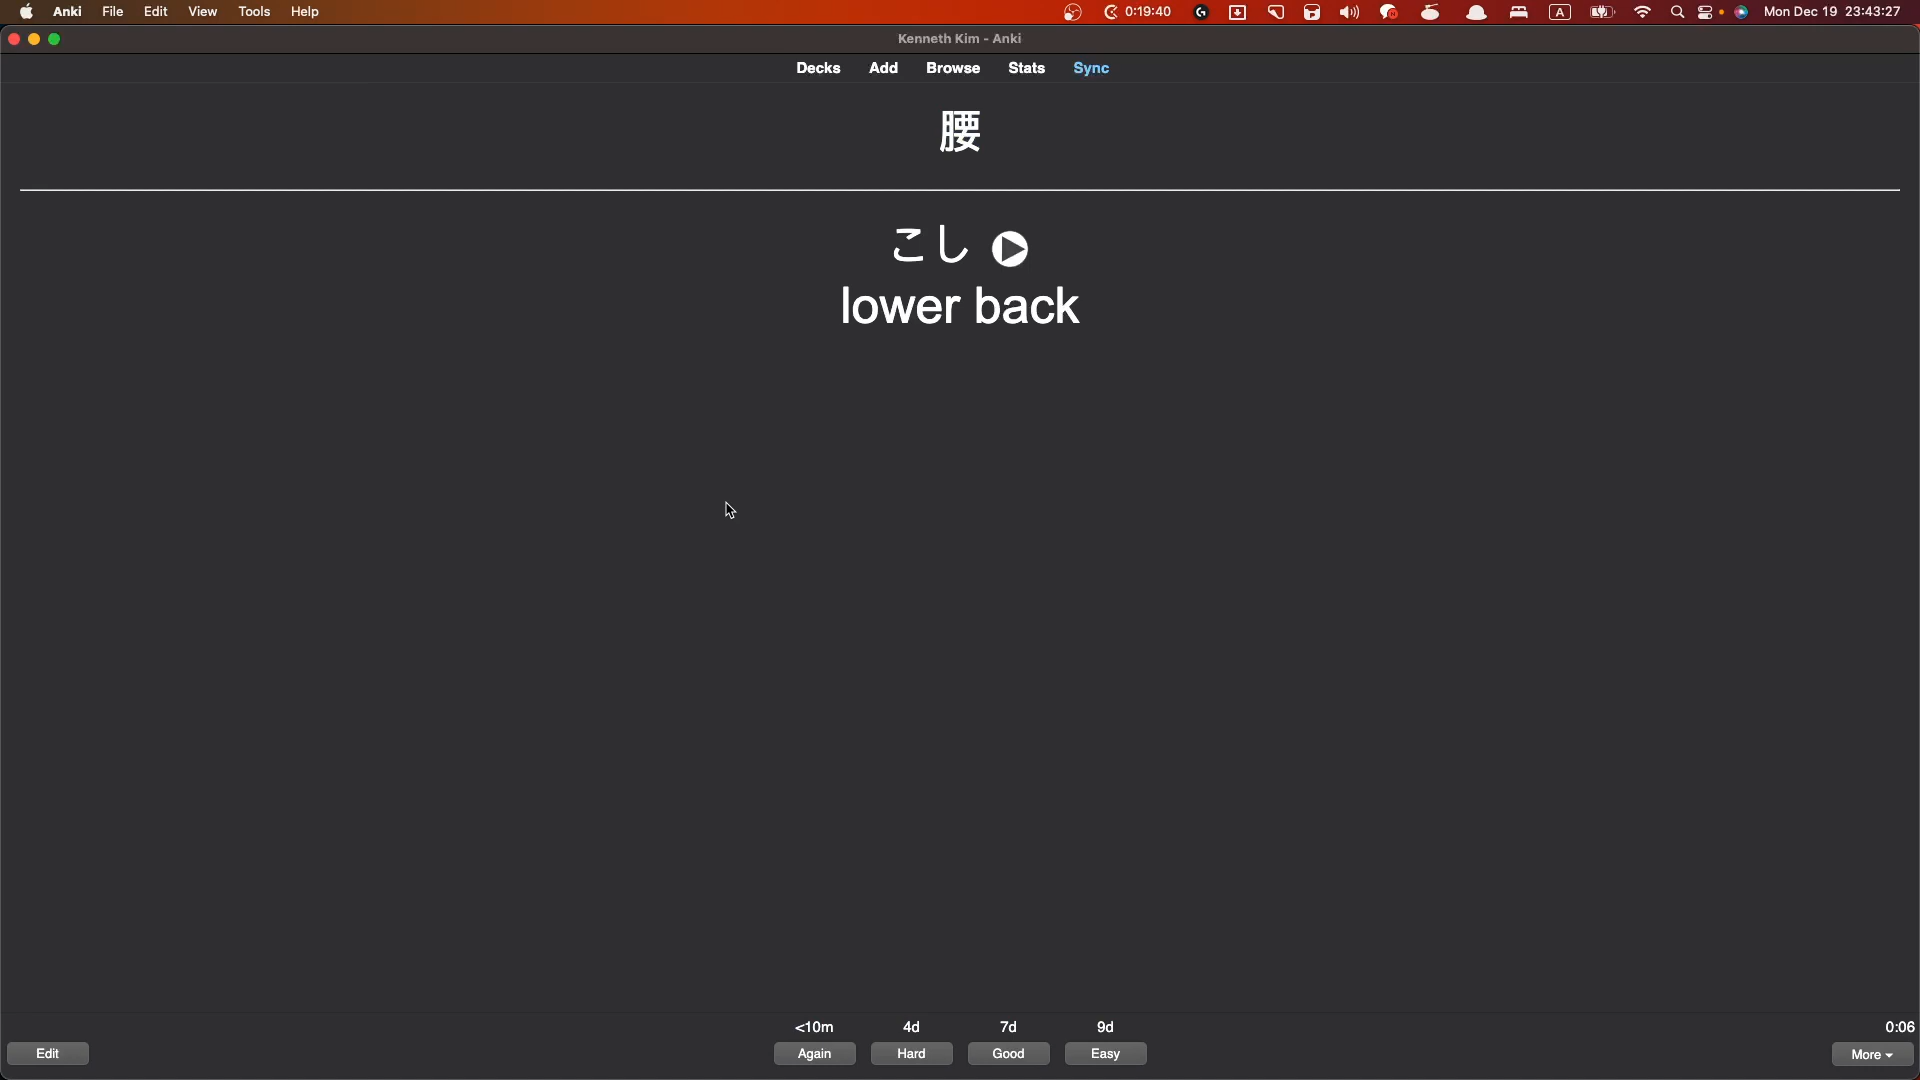 Anki File Edit View Tools Help 0:19:40 A Mon Dec 19 23:43:27
Kenneth Kim - Anki
Decks Add Browse Stats Sync
腰
こし
lower back
<10m 4d 7d 9d 0:06
Edit Again Hard Good Easy More